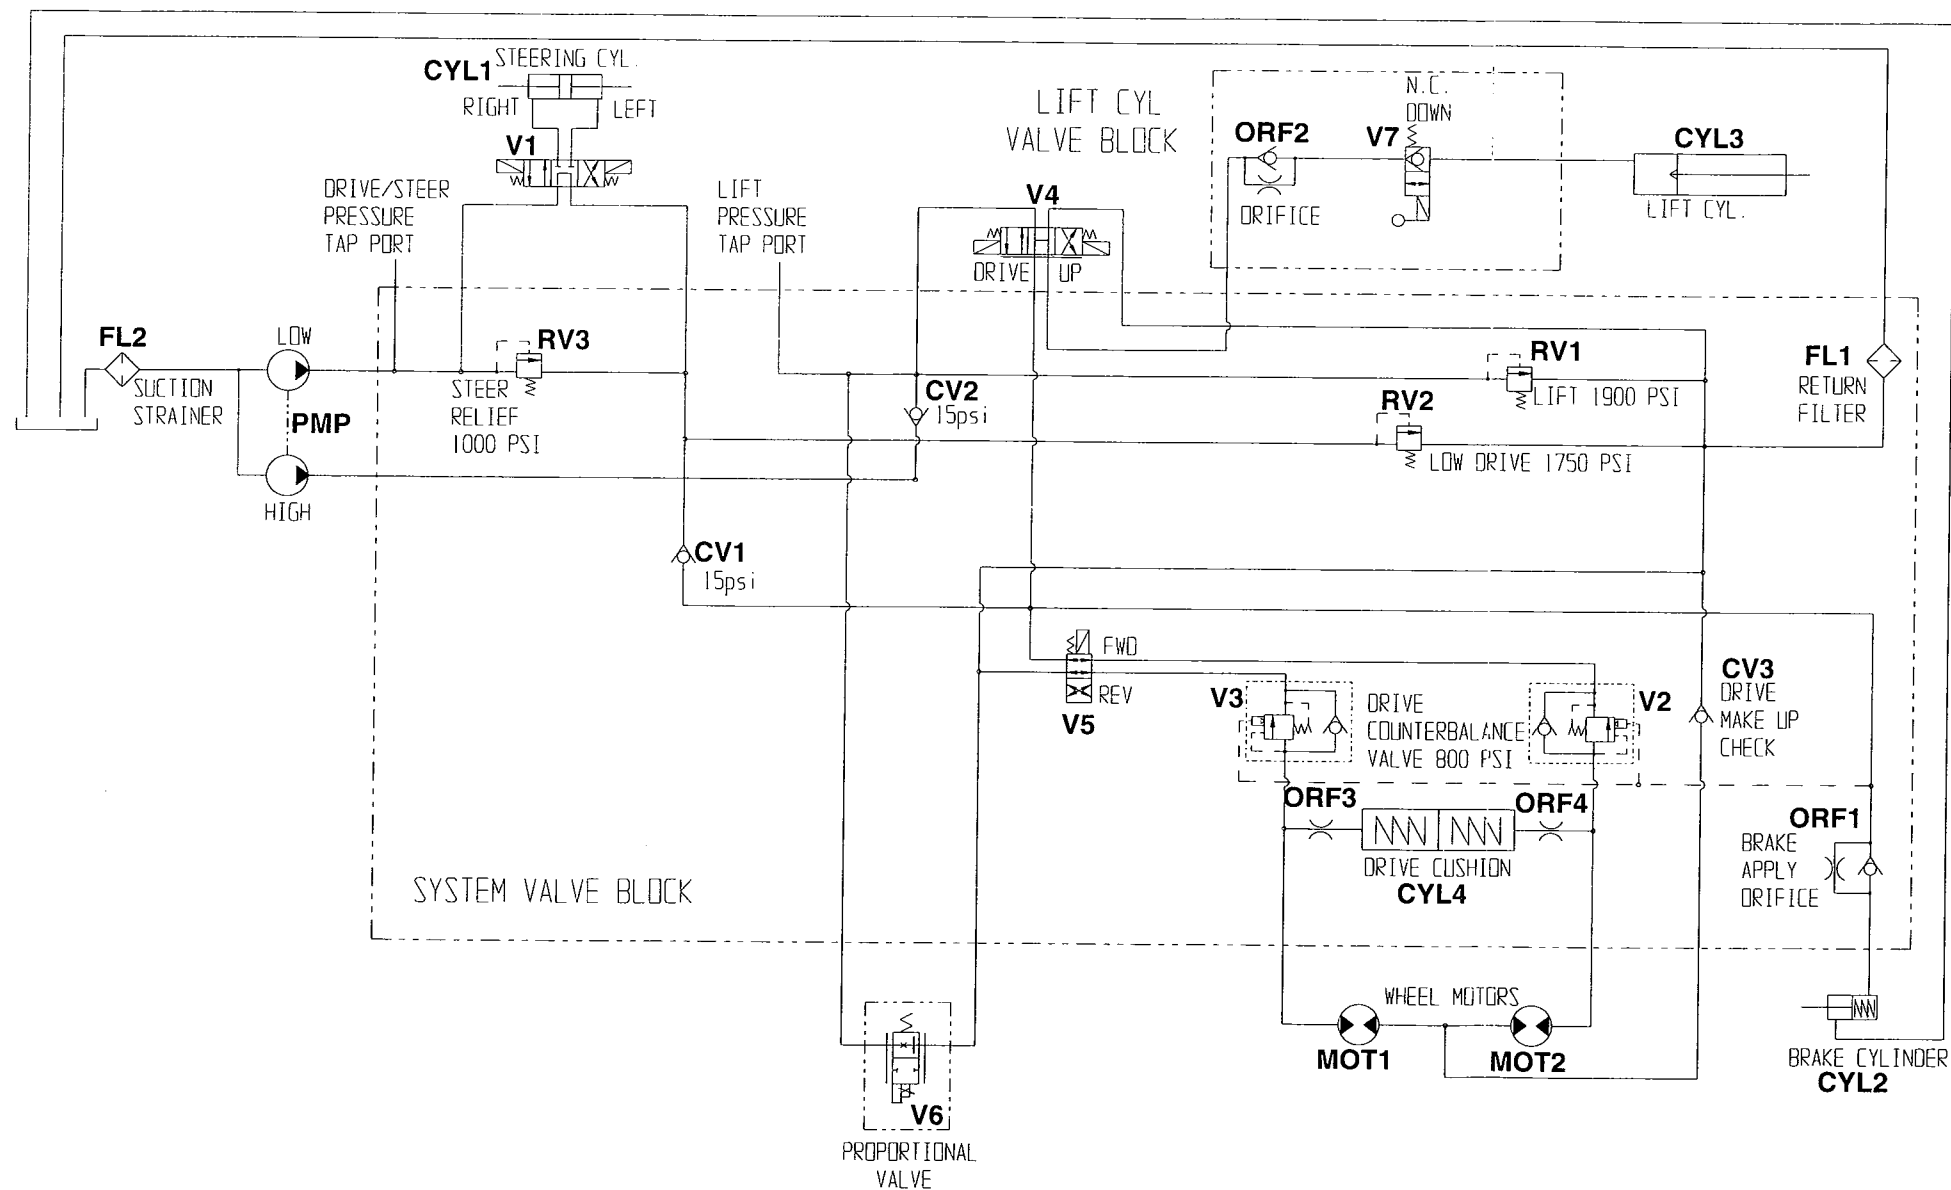 STEERING CYL.
CYL1
RIGHT
LEFT
V1
DRIVE/STEER
PRESSURE
TAP PORT
LIFT
PRESSURE
TAP PORT
LIFT CYL
VALVE BLOCK
N.C.
DOWN
ORF2
V7
CYL3
ORIFICE
LIFT CYL.
V4
DRIVE
UP
FL2
LOW
SUCTION
STRAINER
PMP
HIGH
RV3
STEER
RELIEF
1000 PSI
CV2
15psi
RV1
LIFT 1900 PSI
RV2
LOW DRIVE 1750 PSI
FL1
RETURN
FILTER
CV1
15psi
FWD
REV
V5
V3
DRIVE
COUNTERBALANCE
VALVE 800 PSI
V2
CV3
DRIVE
MAKE UP
CHECK
ORF3
ORF4
DRIVE CUSHION
CYL4
ORF1
BRAKE
APPLY
ORIFICE
SYSTEM VALVE BLOCK
WHEEL MOTORS
MOT1
MOT2
BRAKE CYLINDER
CYL2
V6
PROPORTIONAL
VALVE